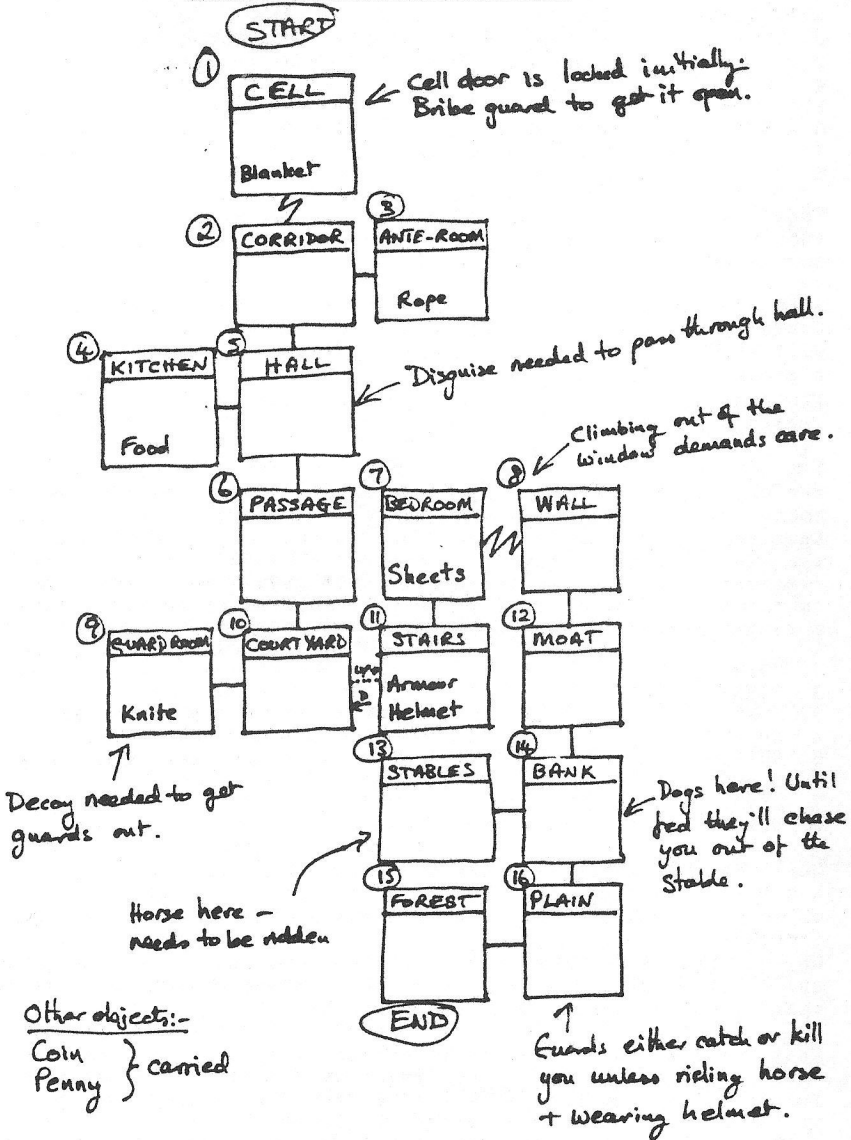 START
1
CELL
Cell door is locked initially.
Bribe guard to get it open.
Blanket
2
CORRIDOR
3
ANTE-ROOM
Rope
4
KITCHEN
Food
5
HALL
Disguise needed to pass through hall.
6
PASSAGE
7
BEDROOM
Sheets
8
WALL
Climbing out of the
window demands care.
9
GUARDROOM
Knife
Decoy needed to get
guards out.
10
COURTYARD
up
D
11
STAIRS
Armour
Helmet
12
MOAT
13
STABLES
Horse here –
needs to be ridden
14
BANK
Dogs here! Until
fed they'll chase
you out of the
Stable.
15
FOREST
END
16
PLAIN
Guards either catch or kill
you unless riding horse
+ wearing helmet.
Other objects:-
Coin
Penny
} carried